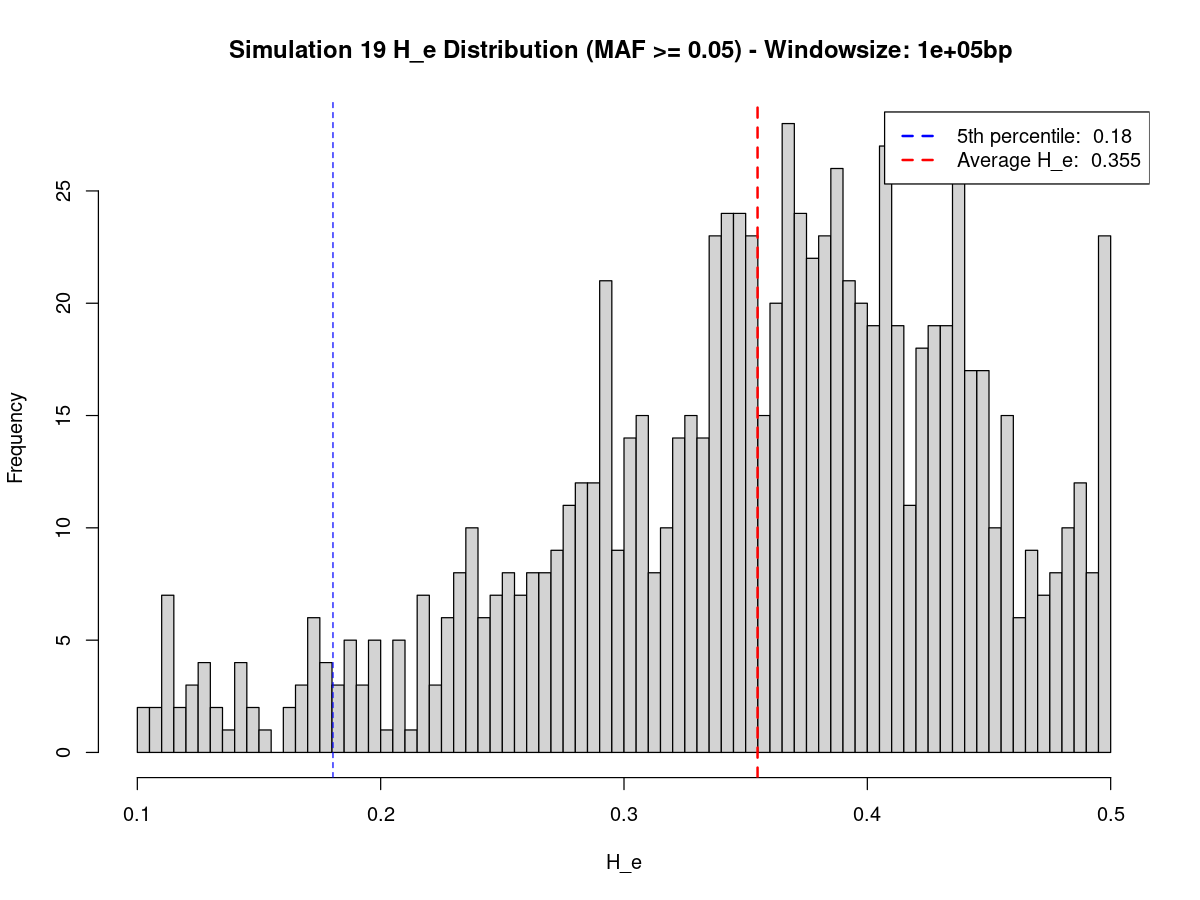 Simulation 19 H_e Distribution (MAF >= 0.05) - Windowsize: 1e+05bp
5th percentile: 0.18
Average H_e: 0.355
Frequency
25
20
15
10
5
0
0.1 0.2 0.3 0.4 0.5
H_e